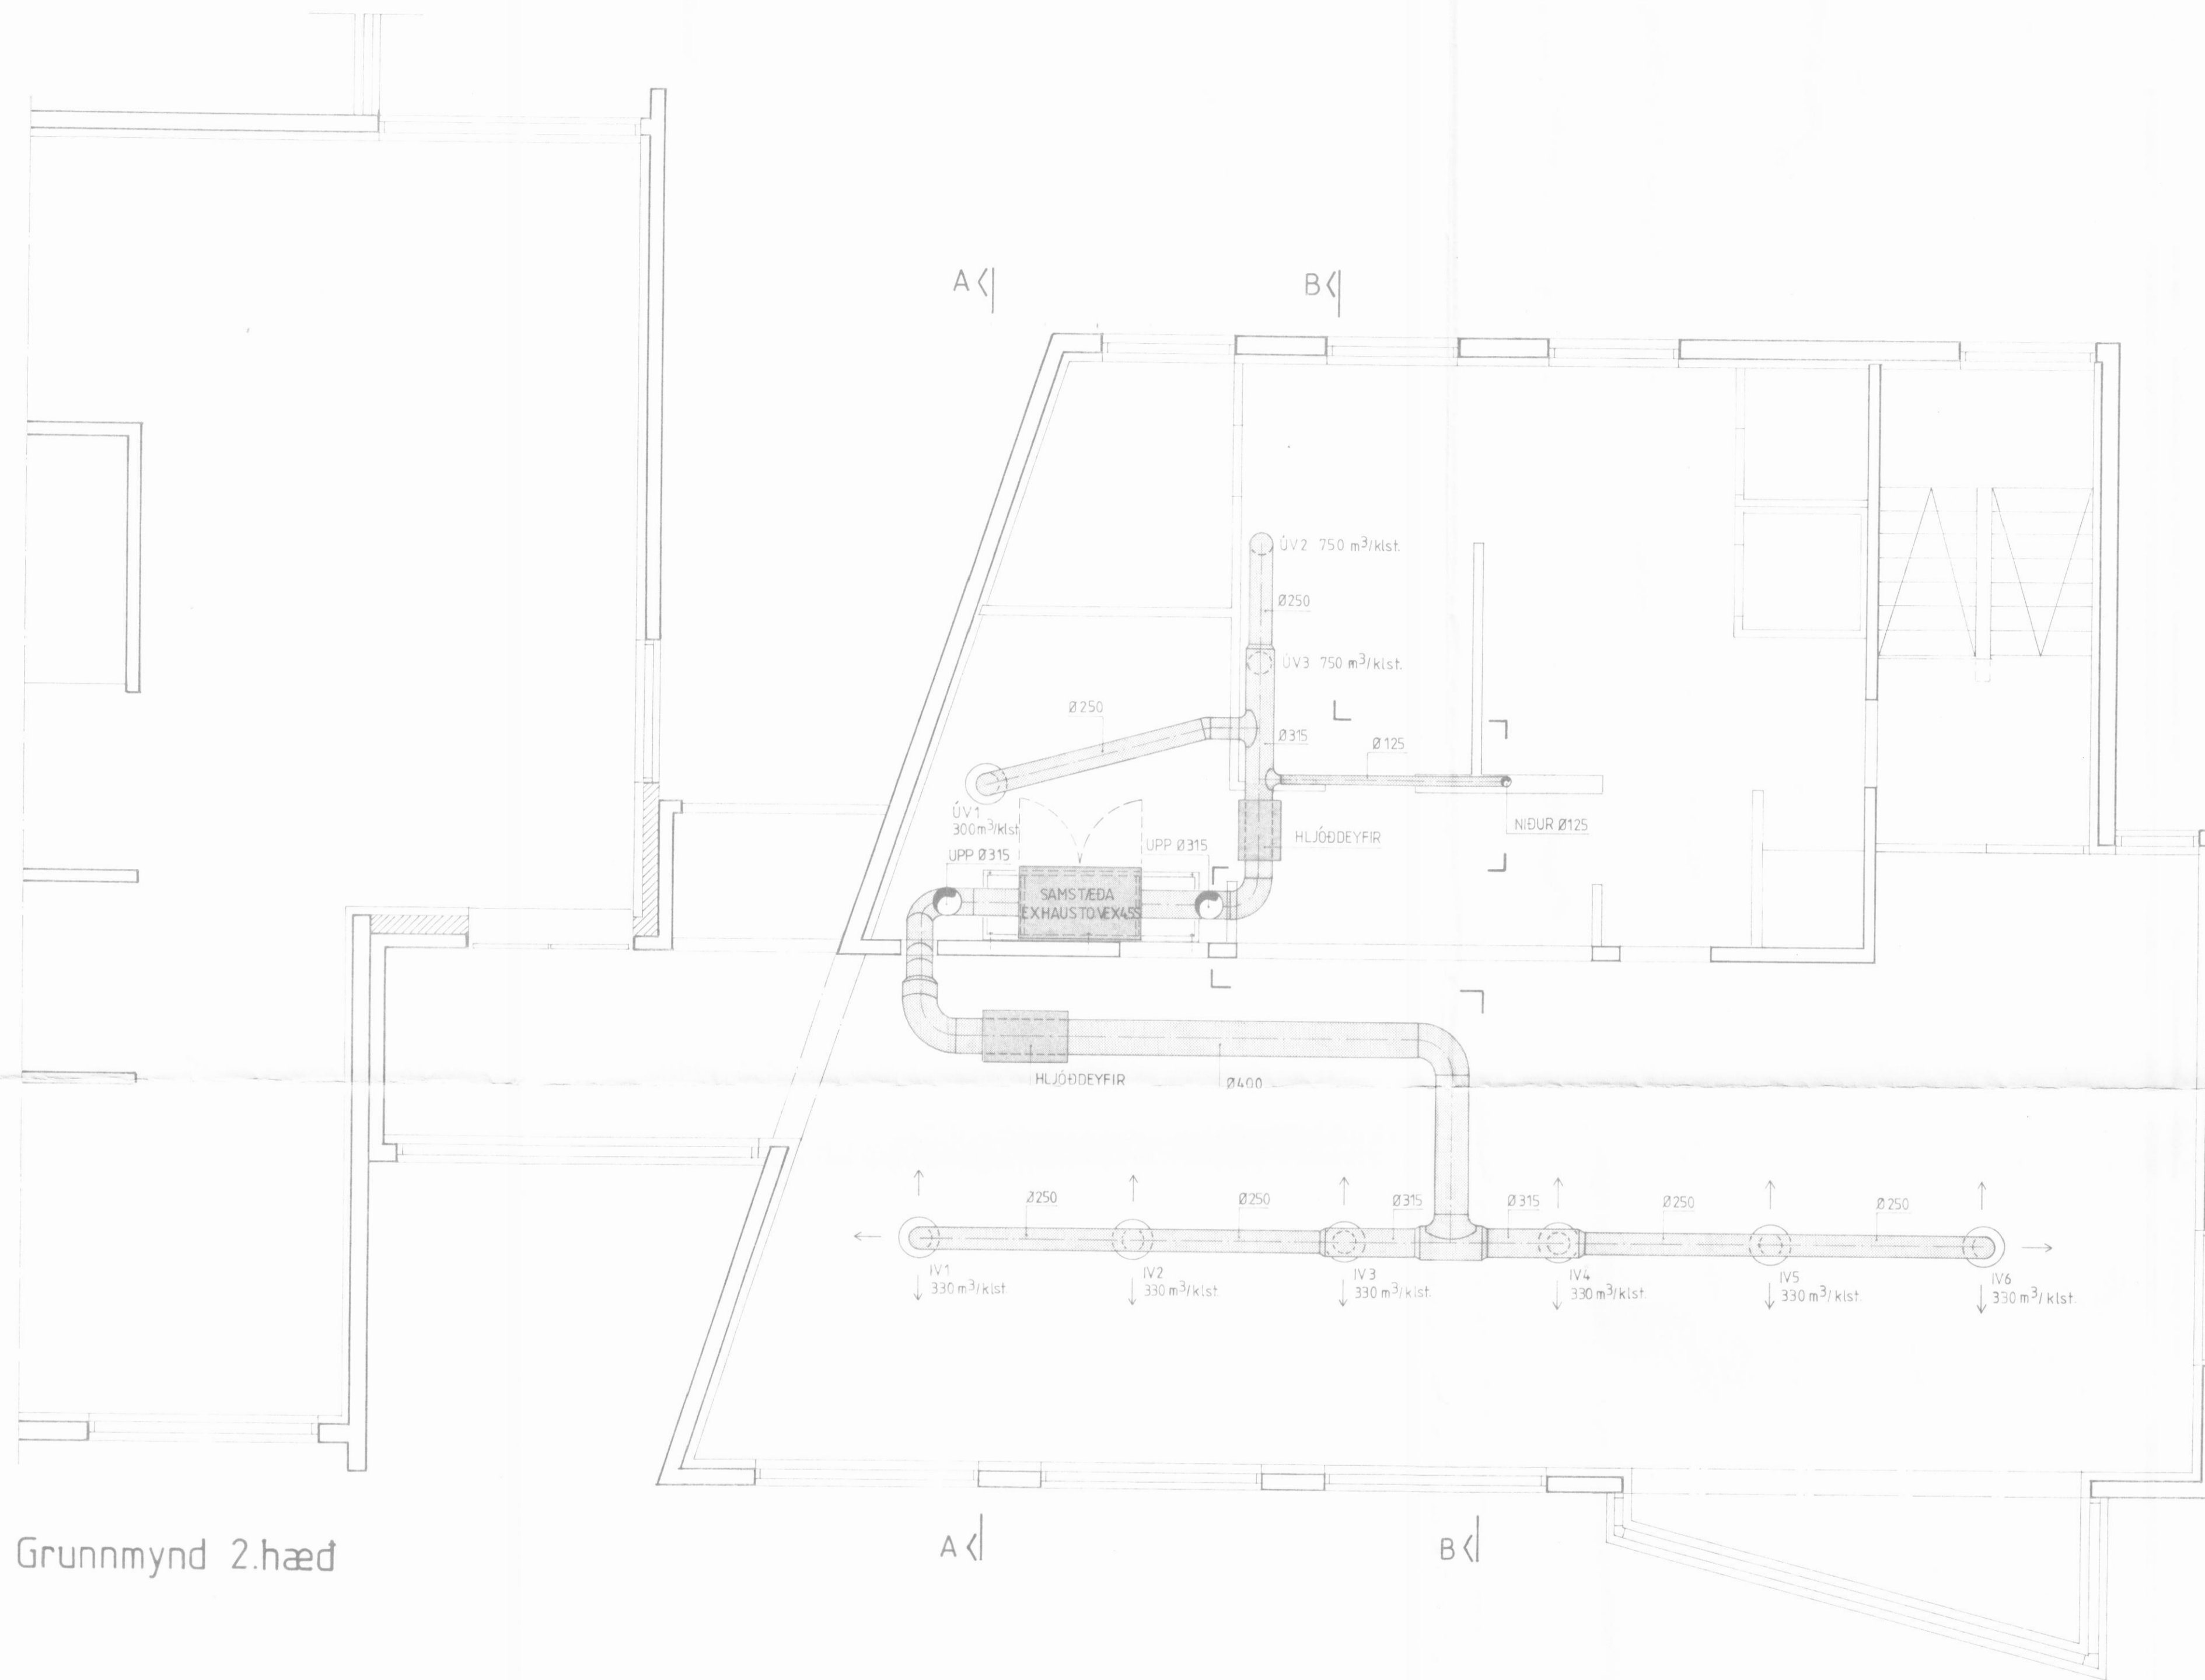 A
B
ÚV2 750 m³/klst.
Ø250
ÚV3 750 m³/klst.
Ø250
Ø315
Ø125
ÚV1
300m³/klst
UPP Ø315
UPP Ø315
HLJÓÐDEYFIR
NIÐUR Ø125
SAMSTÆÐA
EXHAUSTO.VEX455
HLJÓÐDEYFIR
Ø400
Ø250
Ø250
Ø315
Ø315
Ø250
Ø250
IV1
330 m³/klst.
IV2
330 m³/klst.
IV3
330 m³/klst.
IV4
330 m³/klst.
IV5
330 m³/klst.
IV6
330 m³/klst.
Grunnmynd 2.hæð
A
B